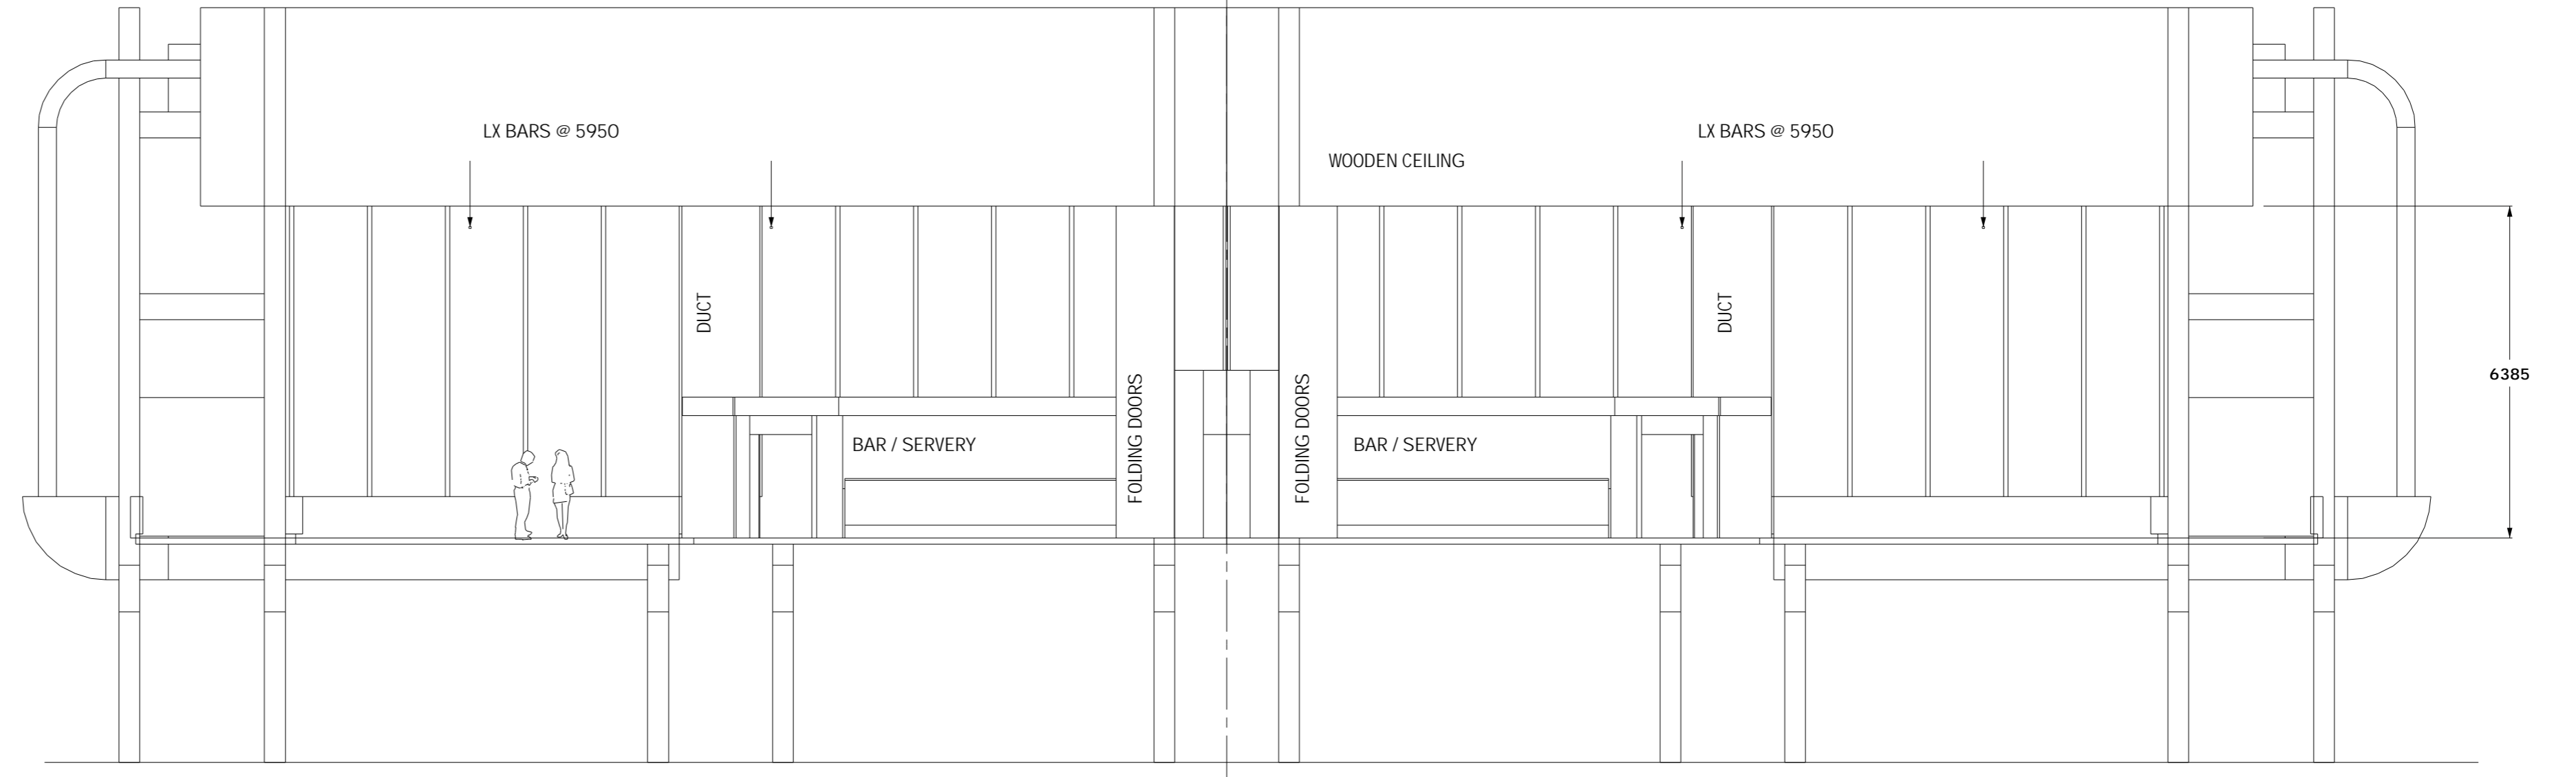 LX BARS @ 5950
LX BARS @ 5950
WOODEN CEILING
DUCT
DUCT
FOLDING DOORS
FOLDING DOORS
6385
BAR / SERVERY
BAR / SERVERY